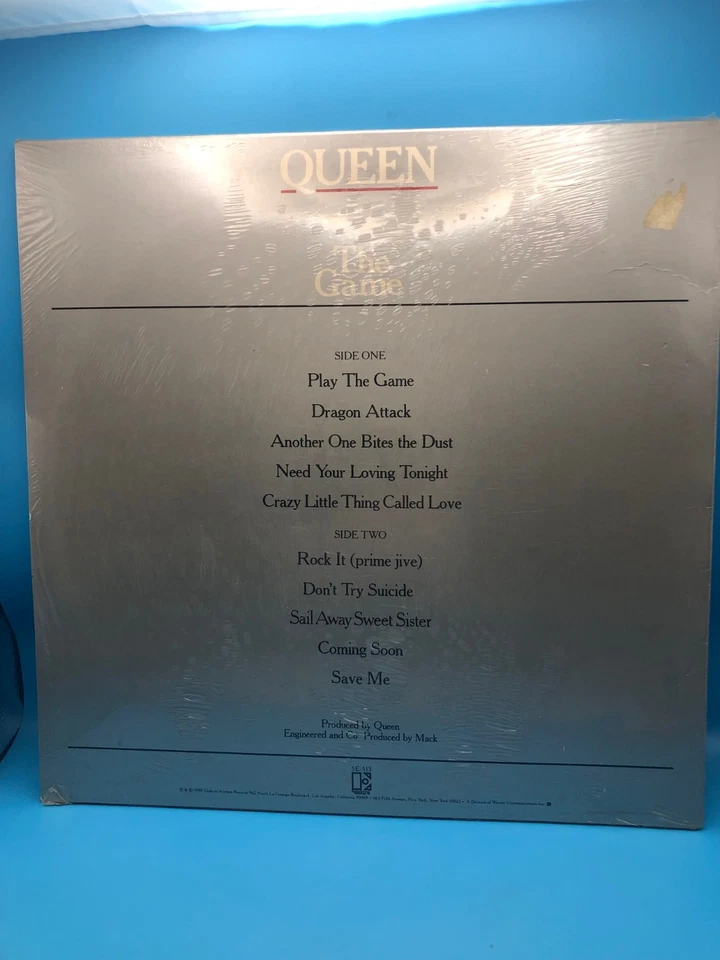 QUEEN
The
Game
SIDE ONE
Play The Game
Dragon Attack
Another One Bites the Dust
Need Your Loving Tonight
Crazy Little Thing Called Love
SIDE TWO
Rock It (prime jive)
Don't Try Suicide
Sail Away Sweet Sister
Coming Soon
Save Me
Produced by Queen
Engineered and Co Produced by Mack